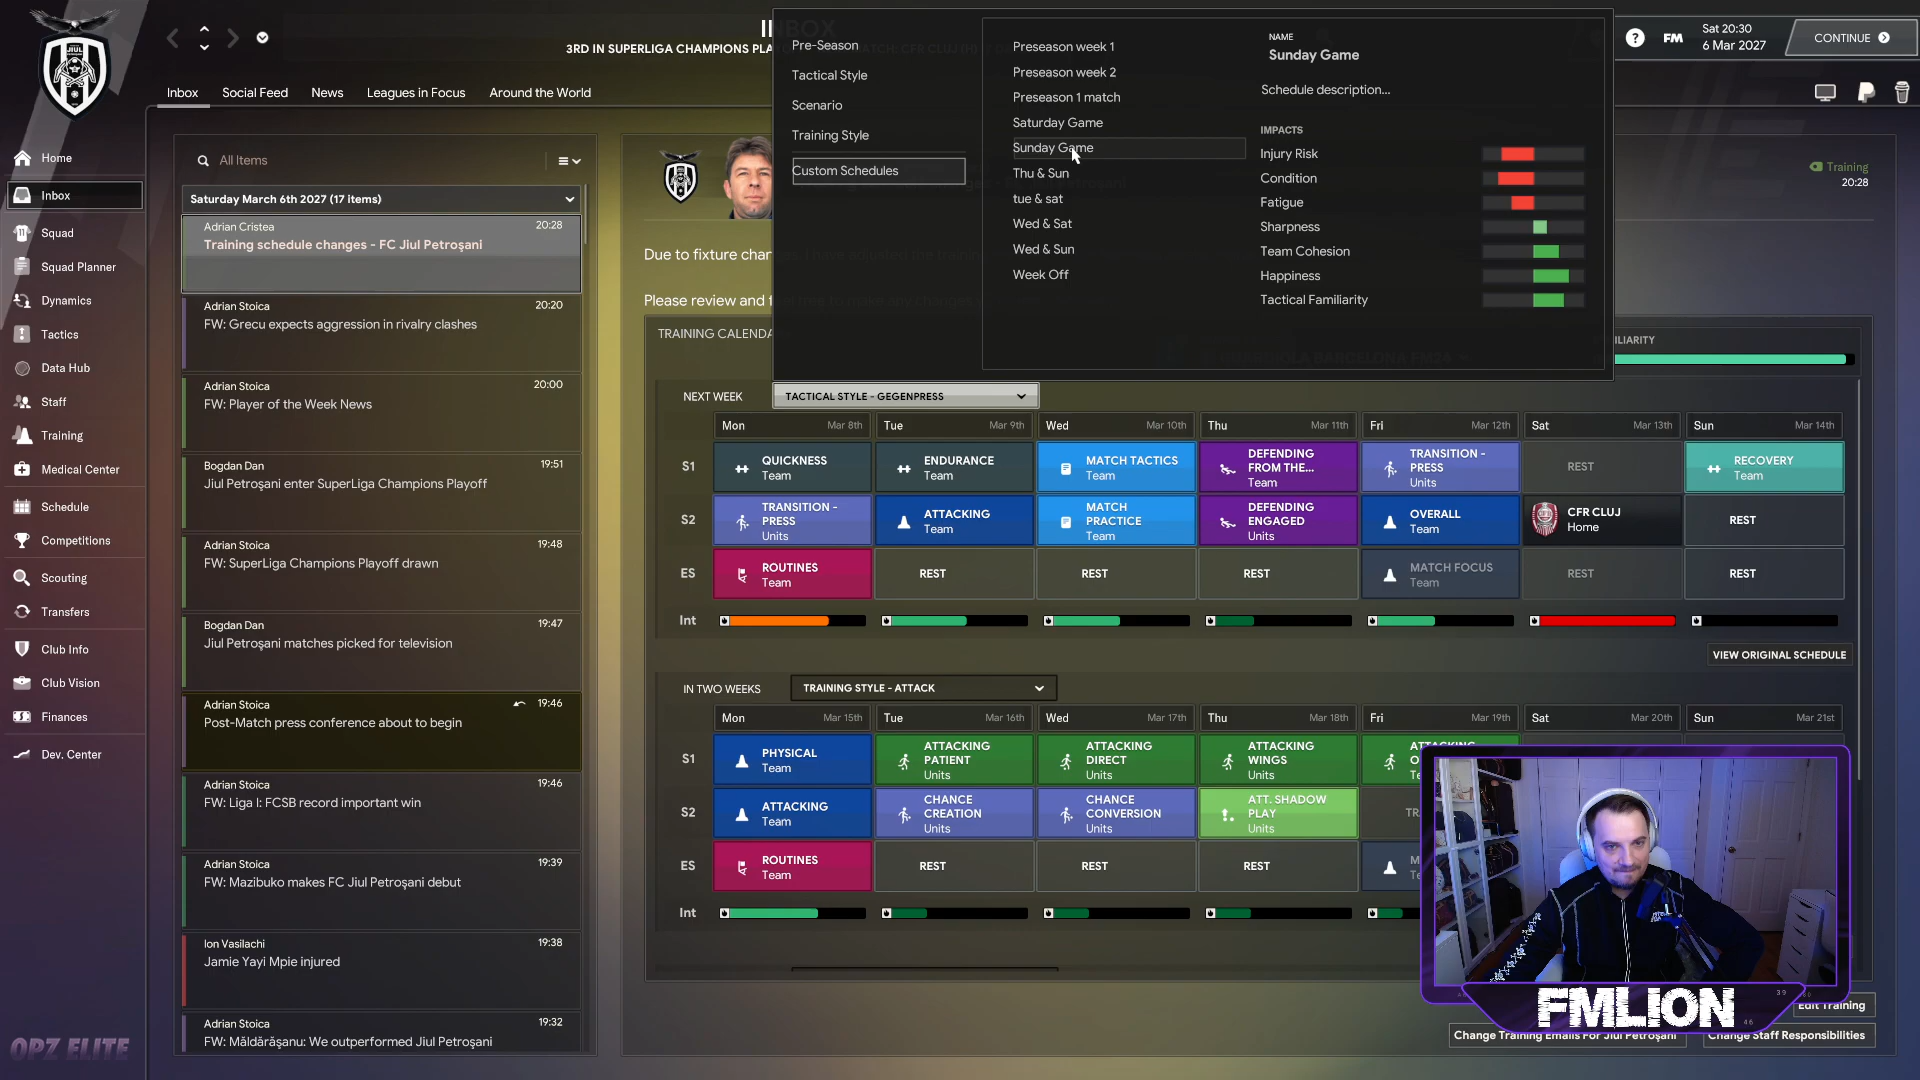 JIUL
INBOX
3RD IN SUPERLIGA CHAMPIONS PLA
Pre-Season
Tactical Style
Scenario
Training Style
Custom Schedules
Preseason week 1
Preseason week 2
Preseason 1 match
Saturday Game
Sunday Game
Thu & Sun
tue & sat
Wed & Sat
Wed & Sun
Week Off
NAME
Sunday Game
Schedule description...
IMPACTS
Injury Risk
Condition
Fatigue
Sharpness
Team Cohesion
Happiness
Tactical Familiarity
?
FM
Sat 20:30
6 Mar 2027
CONTINUE
Inbox
Social Feed
News
Leagues in Focus
Around the World
Home
Inbox
Squad
Squad Planner
Dynamics
Tactics
Data Hub
Staff
Training
Medical Center
Schedule
Competitions
Scouting
Transfers
Club Info
Club Vision
Finances
Dev. Center
OPZ ELITE
All Items
Saturday March 6th 2027 (17 items)
Adrian Cristea 20:28
Training schedule changes - FC Jiul Petroşani
Adrian Stoica 20:20
FW: Grecu expects aggression in rivalry clashes
Adrian Stoica 20:00
FW: Player of the Week News
Bogdan Dan 19:51
Jiul Petroşani enter SuperLiga Champions Playoff
Adrian Stoica 19:48
FW: SuperLiga Champions Playoff drawn
Bogdan Dan 19:47
Jiul Petroşani matches picked for television
Adrian Stoica 19:46
Post-Match press conference about to begin
Adrian Stoica 19:46
FW: Liga I: FCSB record important win
Adrian Stoica 19:39
FW: Mazibuko makes FC Jiul Petroşani debut
Ion Vasilachi 19:38
Jamie Yayi Mpie injured
Adrian Stoica 19:32
FW: Măldărăşanu: We outperformed Jiul Petroşani
Training
20:28
Due to fixture chan
Please review and f
TRAINING CALENDA
ILIARITY
NEXT WEEK
TACTICAL STYLE - GEGENPRESS
Mon Mar 8th Tue Mar 9th Wed Mar 10th Thu Mar 11th Fri Mar 12th Sat Mar 13th Sun Mar 14th
S1
QUICKNESS
Team
ENDURANCE
Team
MATCH TACTICS
Team
DEFENDING
FROM THE...
Team
TRANSITION -
PRESS
Units
REST
RECOVERY
Team
S2
TRANSITION -
PRESS
Units
ATTACKING
Team
MATCH
PRACTICE
Team
DEFENDING
ENGAGED
Units
OVERALL
Team
CFR CLUJ
Home
REST
ES
ROUTINES
Team
REST
REST
REST
MATCH FOCUS
Team
REST
REST
Int
VIEW ORIGINAL SCHEDULE
IN TWO WEEKS
TRAINING STYLE - ATTACK
Mon Mar 15th Tue Mar 16th Wed Mar 17th Thu Mar 18th Fri Mar 19th Sat Mar 20th Sun Mar 21st
S1
PHYSICAL
Team
ATTACKING
PATIENT
Units
ATTACKING
DIRECT
Units
ATTACKING
WINGS
Units
S2
ATTACKING
Team
CHANCE
CREATION
Units
CHANCE
CONVERSION
Units
ATT. SHADOW
PLAY
Units
TR
ES
ROUTINES
Team
REST
REST
REST
M
Te
Int
FMLION
39
46
Edit Training
Change Training Emails For Jiul Petroşani
Change Staff Responsibilities